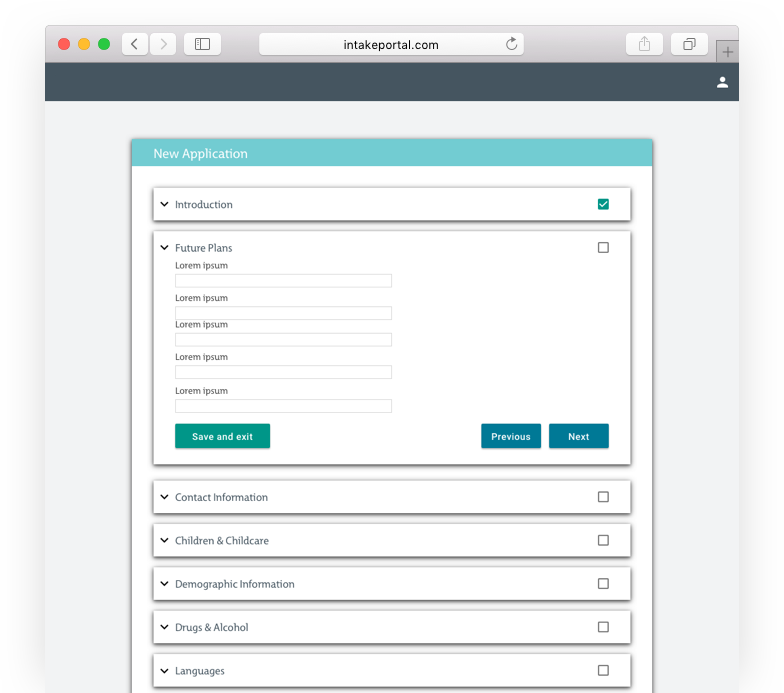 intakeportal.com
New Application
Introduction
Future Plans
Lorem ipsum
Lorem ipsum
Lorem ipsum
Lorem ipsum
Lorem ipsum
Save and exit
Previous
Next
Contact Information
Children & Childcare
Demographic Information
Drugs & Alcohol
Languages